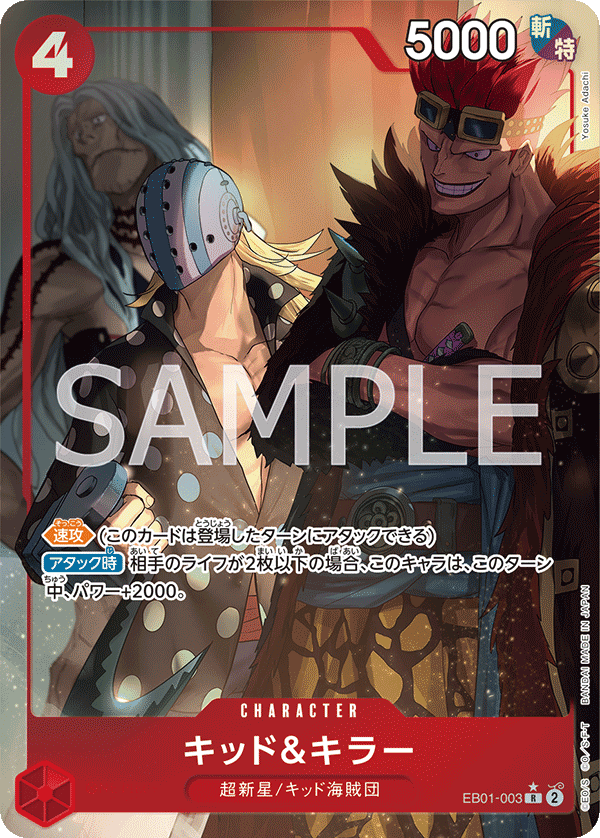 4
5000
斬
特
Yosuke Adachi
SAMPLE
速攻 (このカードは登場したターンにアタックできる)
アタック時 相手のライフが2枚以下の場合、このキャラは、このターン
中、パワー+2000。
CHARACTER
キッド&キラー
超新星/キッド海賊団
EB01-003 R 2
©E.O/S ©O./S・F・T BANDAI MADE IN JAPAN